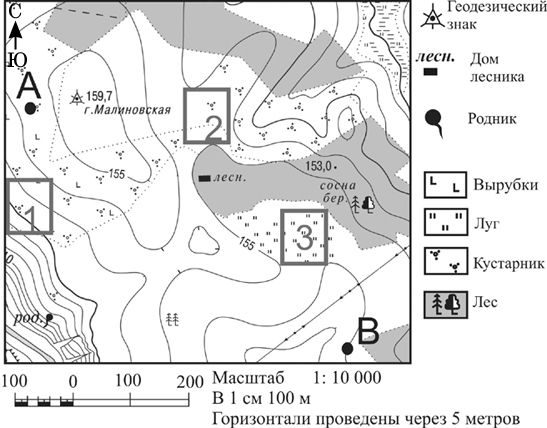 С
Ю
А
159,7
г.Малиновская
2
155
лесн.
153,0
сосна
бер.
1
3
155
род.
В
Геодезический
знак
лесн.
Дом
лесника
Родник
Вырубки
Луг
Кустарник
Лес
100 0 100 200
Масштаб 1: 10 000
В 1 см 100 м
Горизонтали проведены через 5 метров